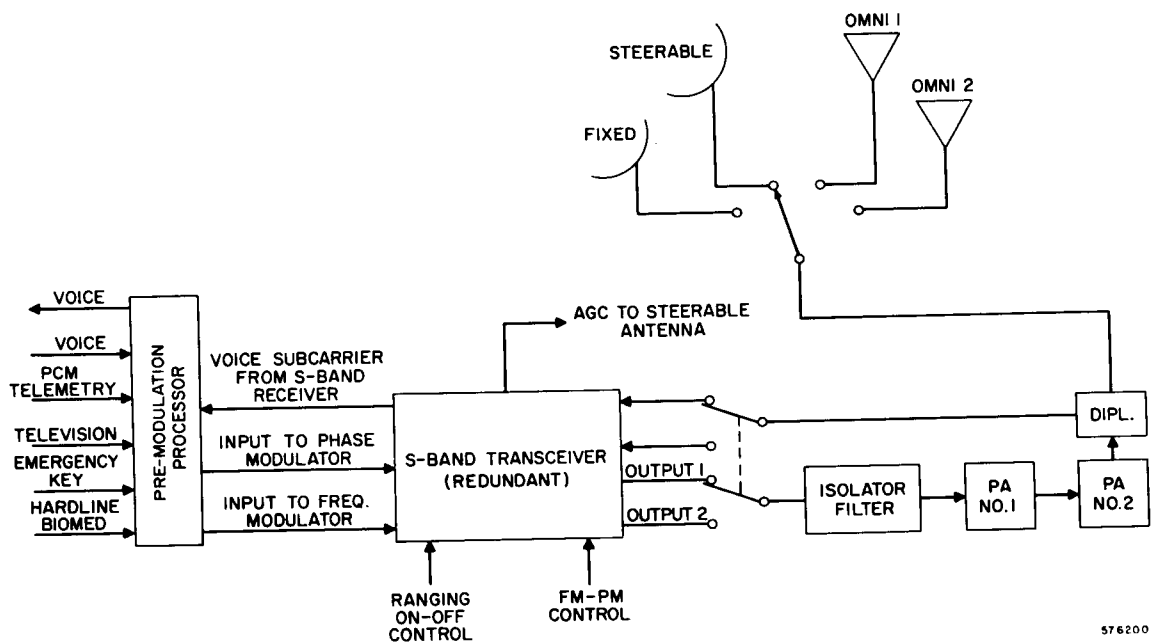 OMNI 1
STEERABLE
OMNI 2
FIXED
AGC TO STEERABLE
ANTENNA
VOICE
VOICE
PCM
TELEMETRY
TELEVISION
EMERGENCY
KEY
HARDLINE
BIOMED
PRE-MODULATION
PROCESSOR
VOICE SUBCARRIER
FROM S-BAND
RECEIVER
INPUT TO PHASE
MODULATOR
INPUT TO FREQ.
MODULATOR
S-BAND TRANSCEIVER
(REDUNDANT)
OUTPUT 1
OUTPUT 2
ISOLATOR
FILTER
PA
NO.1
PA
NO.2
DIPL.
RANGING
ON-OFF
CONTROL
FM-PM
CONTROL
576200